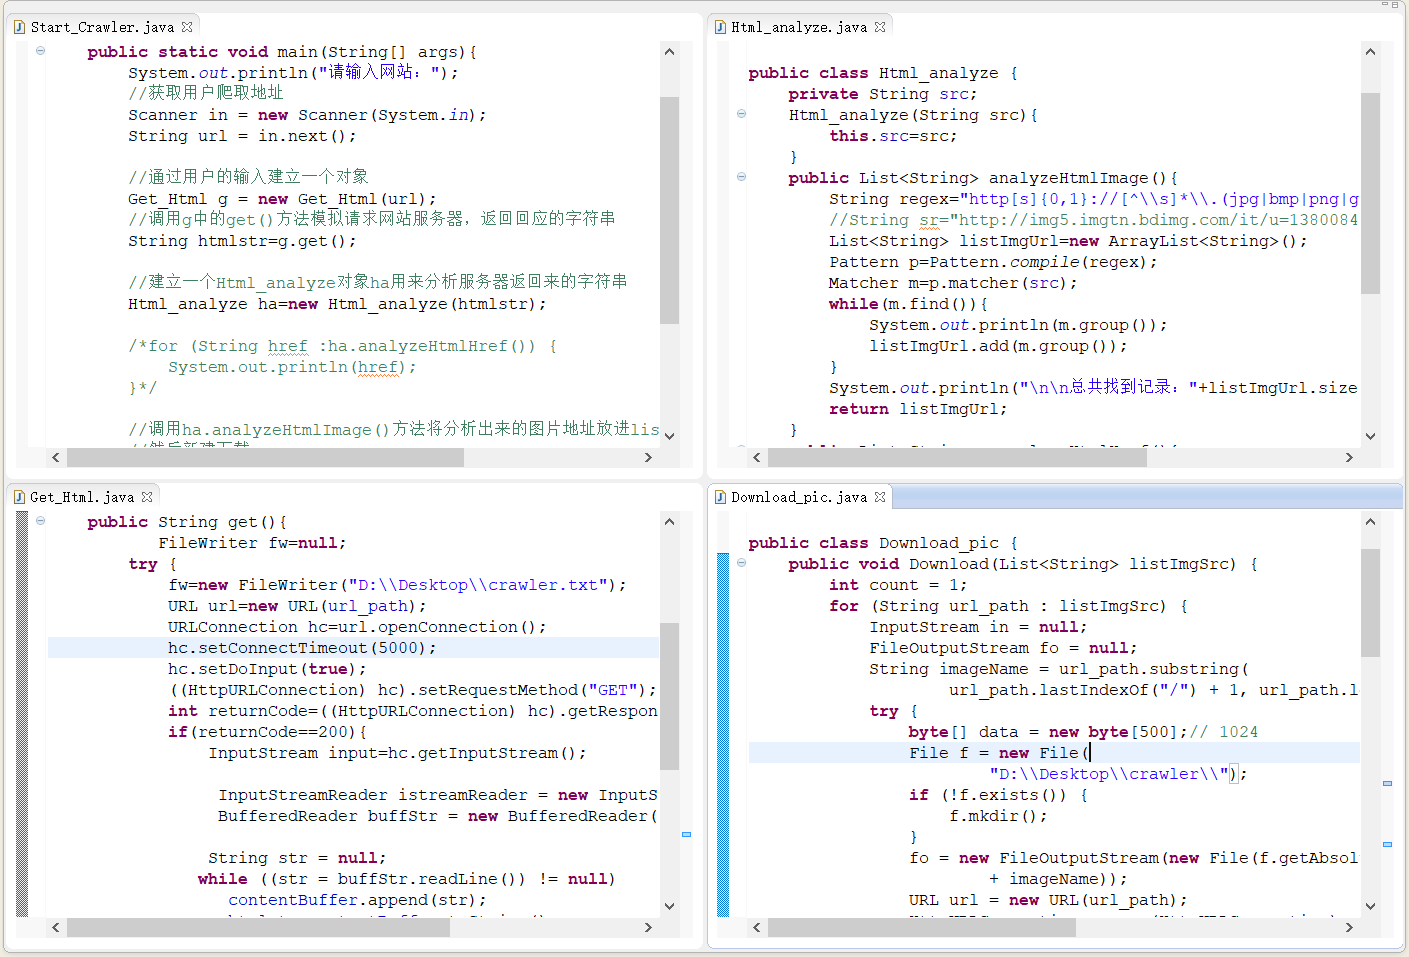 Start_Crawler.java
public static void main(String[] args){
System.out.println("请输入网站：");
//获取用户爬取地址
Scanner in = new Scanner(System.in);
String url = in.next();
//通过用户的输入建立一个对象
Get_Html g = new Get_Html(url);
//调用g中的get()方法模拟请求网站服务器，返回回应的字符串
String htmlstr=g.get();
//建立一个Html_analyze对象ha用来分析服务器返回来的字符串
Html_analyze ha=new Html_analyze(htmlstr);
/*for (String href :ha.analyzeHtmlHref()) {
System.out.println(href);
}*/
//调用ha.analyzeHtmlImage()方法将分析出来的图片地址放进lis
Html_analyze.java
public class Html_analyze {
private String src;
Html_analyze(String src){
this.src=src;
}
public List<String> analyzeHtmlImage(){
String regex="http[s]{0,1}://[^\\s]*\\.(jpg|bmp|png|g
//String sr="http://img5.imgtn.bdimg.com/it/u=1380084
List<String> listImgUrl=new ArrayList<String>();
Pattern p=Pattern.compile(regex);
Matcher m=p.matcher(src);
while(m.find()){
System.out.println(m.group());
listImgUrl.add(m.group());
}
System.out.println("\n\n总共找到记录："+listImgUrl.size
return listImgUrl;
}
Get_Html.java
public String get(){
FileWriter fw=null;
try {
fw=new FileWriter("D:\\Desktop\\crawler.txt");
URL url=new URL(url_path);
URLConnection hc=url.openConnection();
hc.setConnectTimeout(5000);
hc.setDoInput(true);
((HttpURLConnection) hc).setRequestMethod("GET");
int returnCode=((HttpURLConnection) hc).getRespon
if(returnCode==200){
InputStream input=hc.getInputStream();
InputStreamReader istreamReader = new InputS
BufferedReader buffStr = new BufferedReader(
String str = null;
while ((str = buffStr.readLine()) != null)
contentBuffer.append(str);
Download_pic.java
public class Download_pic {
public void Download(List<String> listImgSrc) {
int count = 1;
for (String url_path : listImgSrc) {
InputStream in = null;
FileOutputStream fo = null;
String imageName = url_path.substring(
url_path.lastIndexOf("/") + 1, url_path.l
try {
byte[] data = new byte[500];// 1024
File f = new File(
"D:\\Desktop\\crawler\\");
if (!f.exists()) {
f.mkdir();
}
fo = new FileOutputStream(new File(f.getAbsol
+ imageName));
URL url = new URL(url_path);